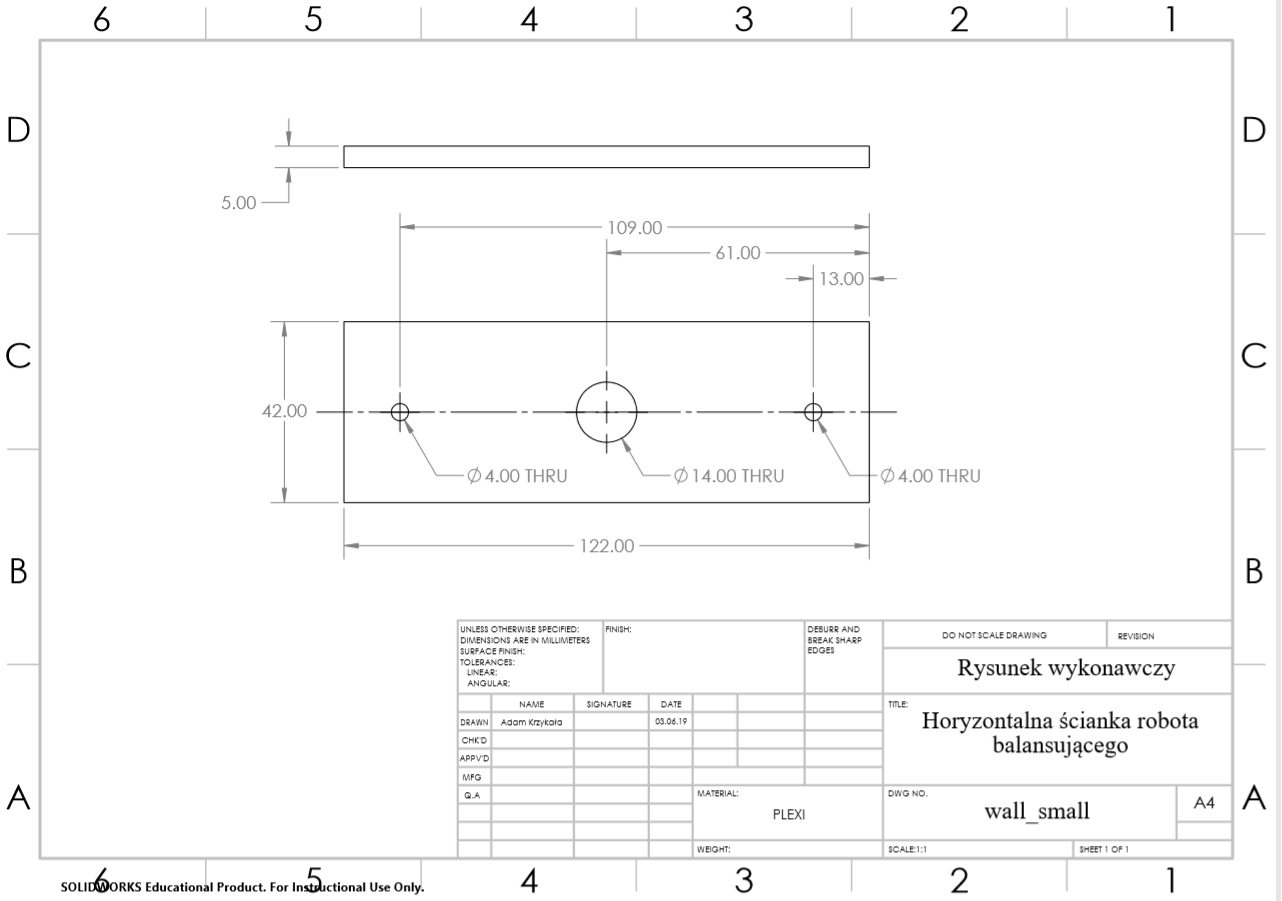 6 5 4 3 2 1
D D
5.00
109.00
61.00
13.00
C C
42.00
∅ 4.00 THRU ∅ 14.00 THRU ∅ 4.00 THRU
122.00
B B
UNLESS OTHERWISE SPECIFIED:
DIMENSIONS ARE IN MILLIMETERS
SURFACE FINISH:
TOLERANCES:
LINEAR:
ANGULAR:
FINISH:
DEBURR AND
BREAK SHARP
EDGES
DO NOT SCALE DRAWING
REVISION
Rysunek wykonawczy
NAME SIGNATURE DATE
DRAWN Adam Krzykała 03.06.19
CHK'D
APPV'D
MFG
Q.A
TITLE:
Horyzontalna ścianka robota
balansującego
MATERIAL:
PLEXI
WEIGHT:
DWG NO.
wall_small
A4
SCALE:1:1
SHEET 1 OF 1
A A
6 5 4 3 2 1
SOLIDWORKS Educational Product. For Instructional Use Only.